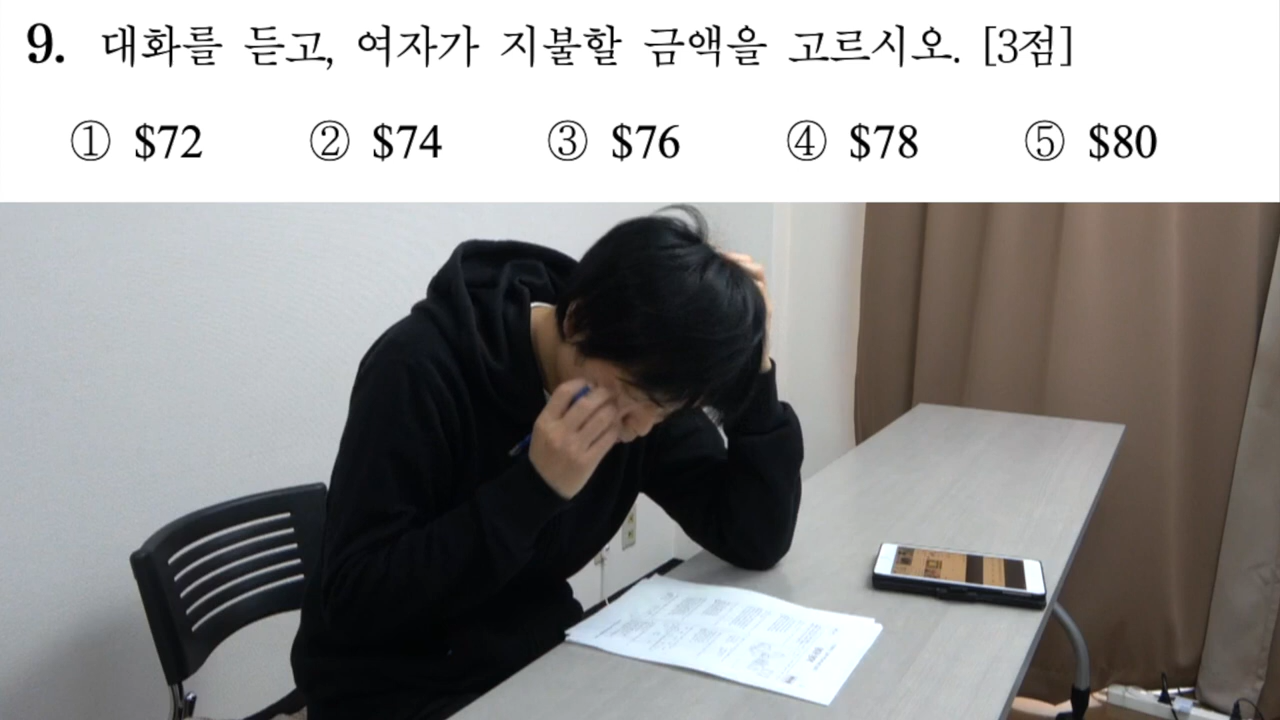 9. 대화를 듣고, 여자가 지불할 금액을 고르시오. [3점]
① $72 ② $74 ③ $76 ④ $78 ⑤ $80